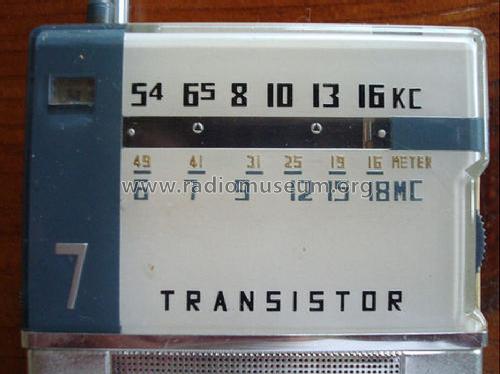 54 65 8 10 13 16 KC
49 41 31 25 19 16 METER
www.radiomuseum.org
6 7 9 12 15 18 MC
7
TRANSISTOR